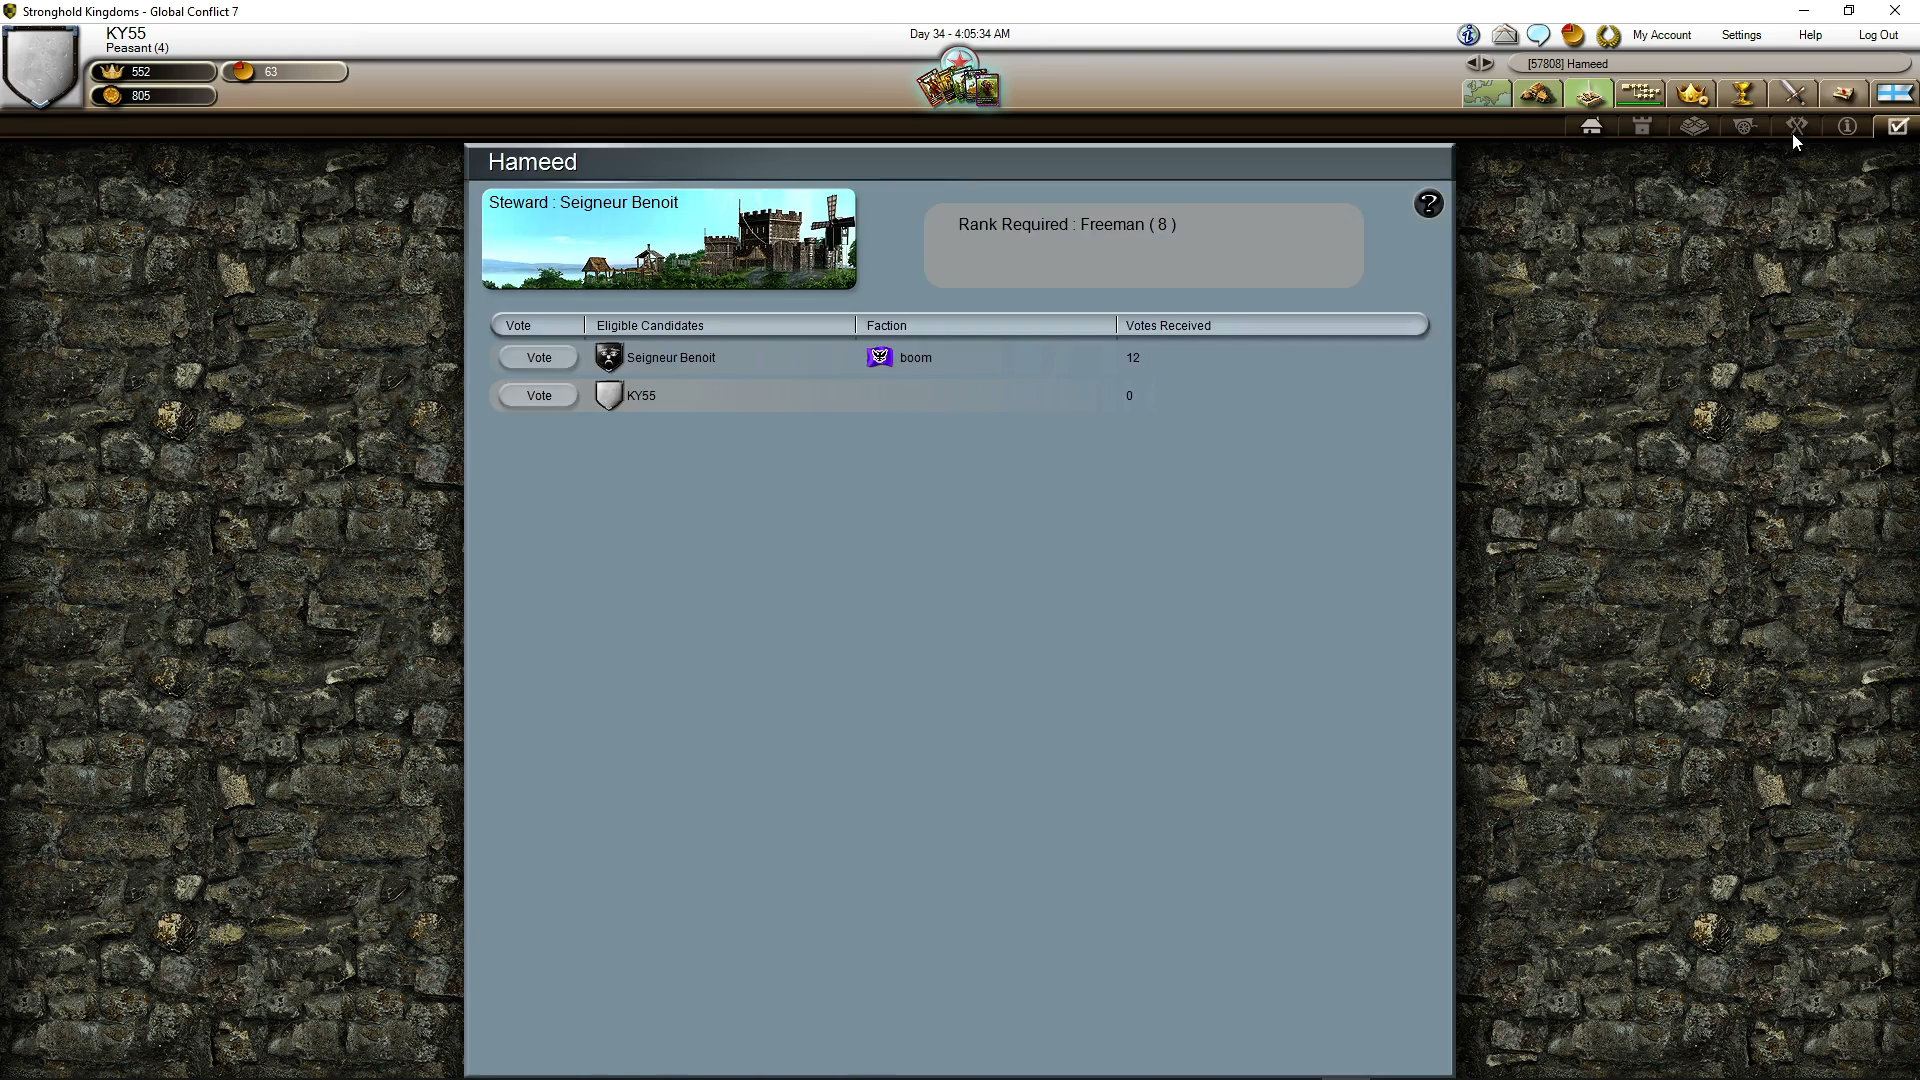 Stronghold Kingdoms - Global Conflict 7
KY55
Peasant (4)
Day 34 - 4:05:34 AM
My Account Settings Help Log Out
552 63
[57808] Hameed
805
Hameed
Steward : Seigneur Benoit
?
Rank Required : Freeman ( 8 )
Vote Eligible Candidates Faction Votes Received
Vote Seigneur Benoit boom 12
Vote KY55 0